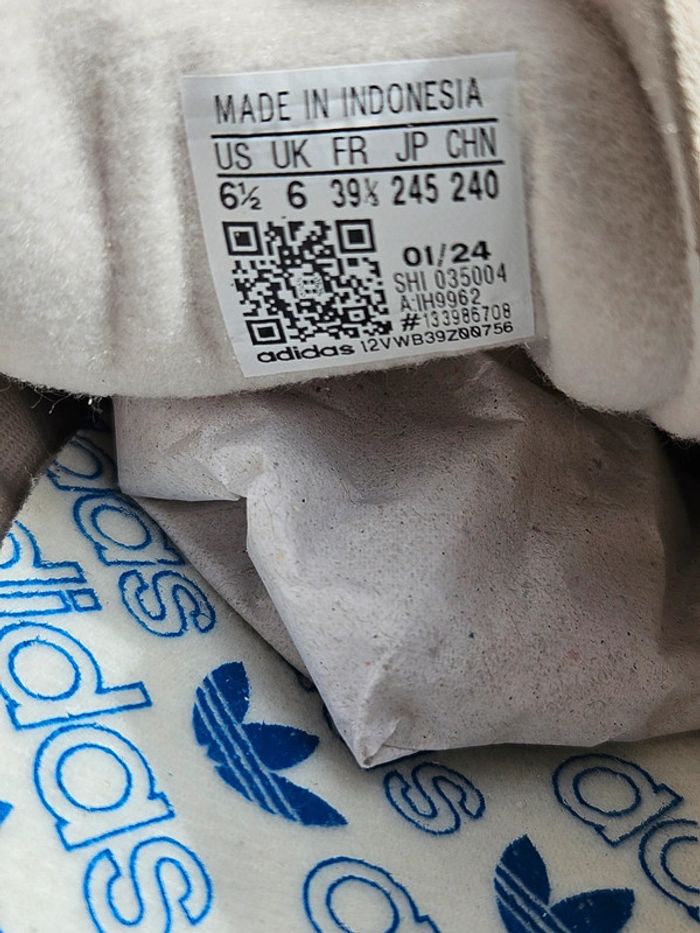 MADE IN INDONESIA
US UK FR JP CHN
6½ 6 39⅓ 245 240
01/24
SHI 035004
A:IH9962
#133986708
adidas 12VWB39Z00756
adidas
adidas
s
ad